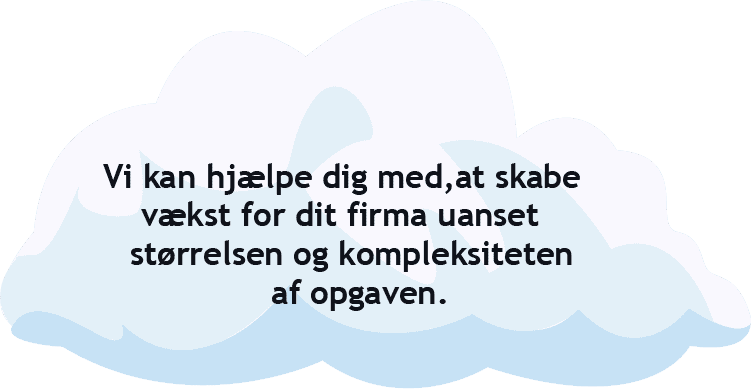 Vi kan hjælpe dig med,at skabe
vækst for dit firma uanset
størrelsen og kompleksiteten
af opgaven.